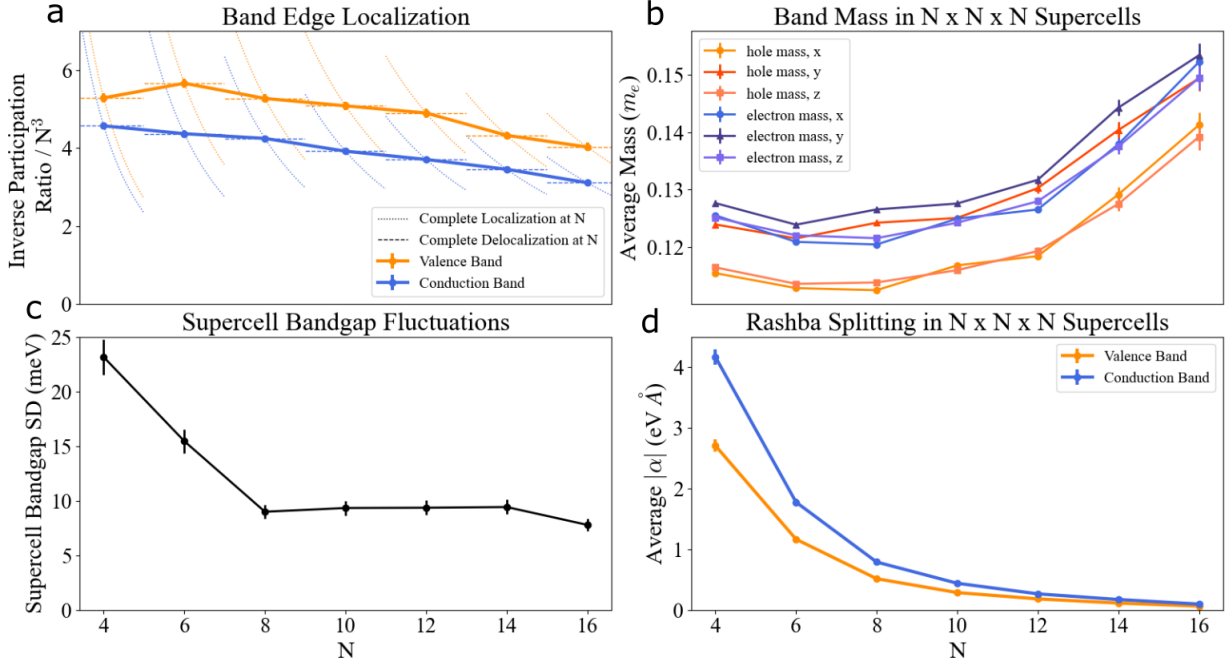 a
Band Edge Localization
Inverse Participation
Ratio / N³
6
4
2
0
Complete Localization at N
Complete Delocalization at N
Valence Band
Conduction Band
b
Band Mass in N x N x N Supercells
Average Mass (mₑ)
0.15
0.14
0.13
0.12
hole mass, x
hole mass, y
hole mass, z
electron mass, x
electron mass, y
electron mass, z
c
Supercell Bandgap Fluctuations
Supercell Bandgap SD (meV)
25
20
15
10
5
0
4 6 8 10 12 14 16
N
d
Rashba Splitting in N x N x N Supercells
Average |α| (eV Å)
4
3
2
1
0
Valence Band
Conduction Band
4 6 8 10 12 14 16
N